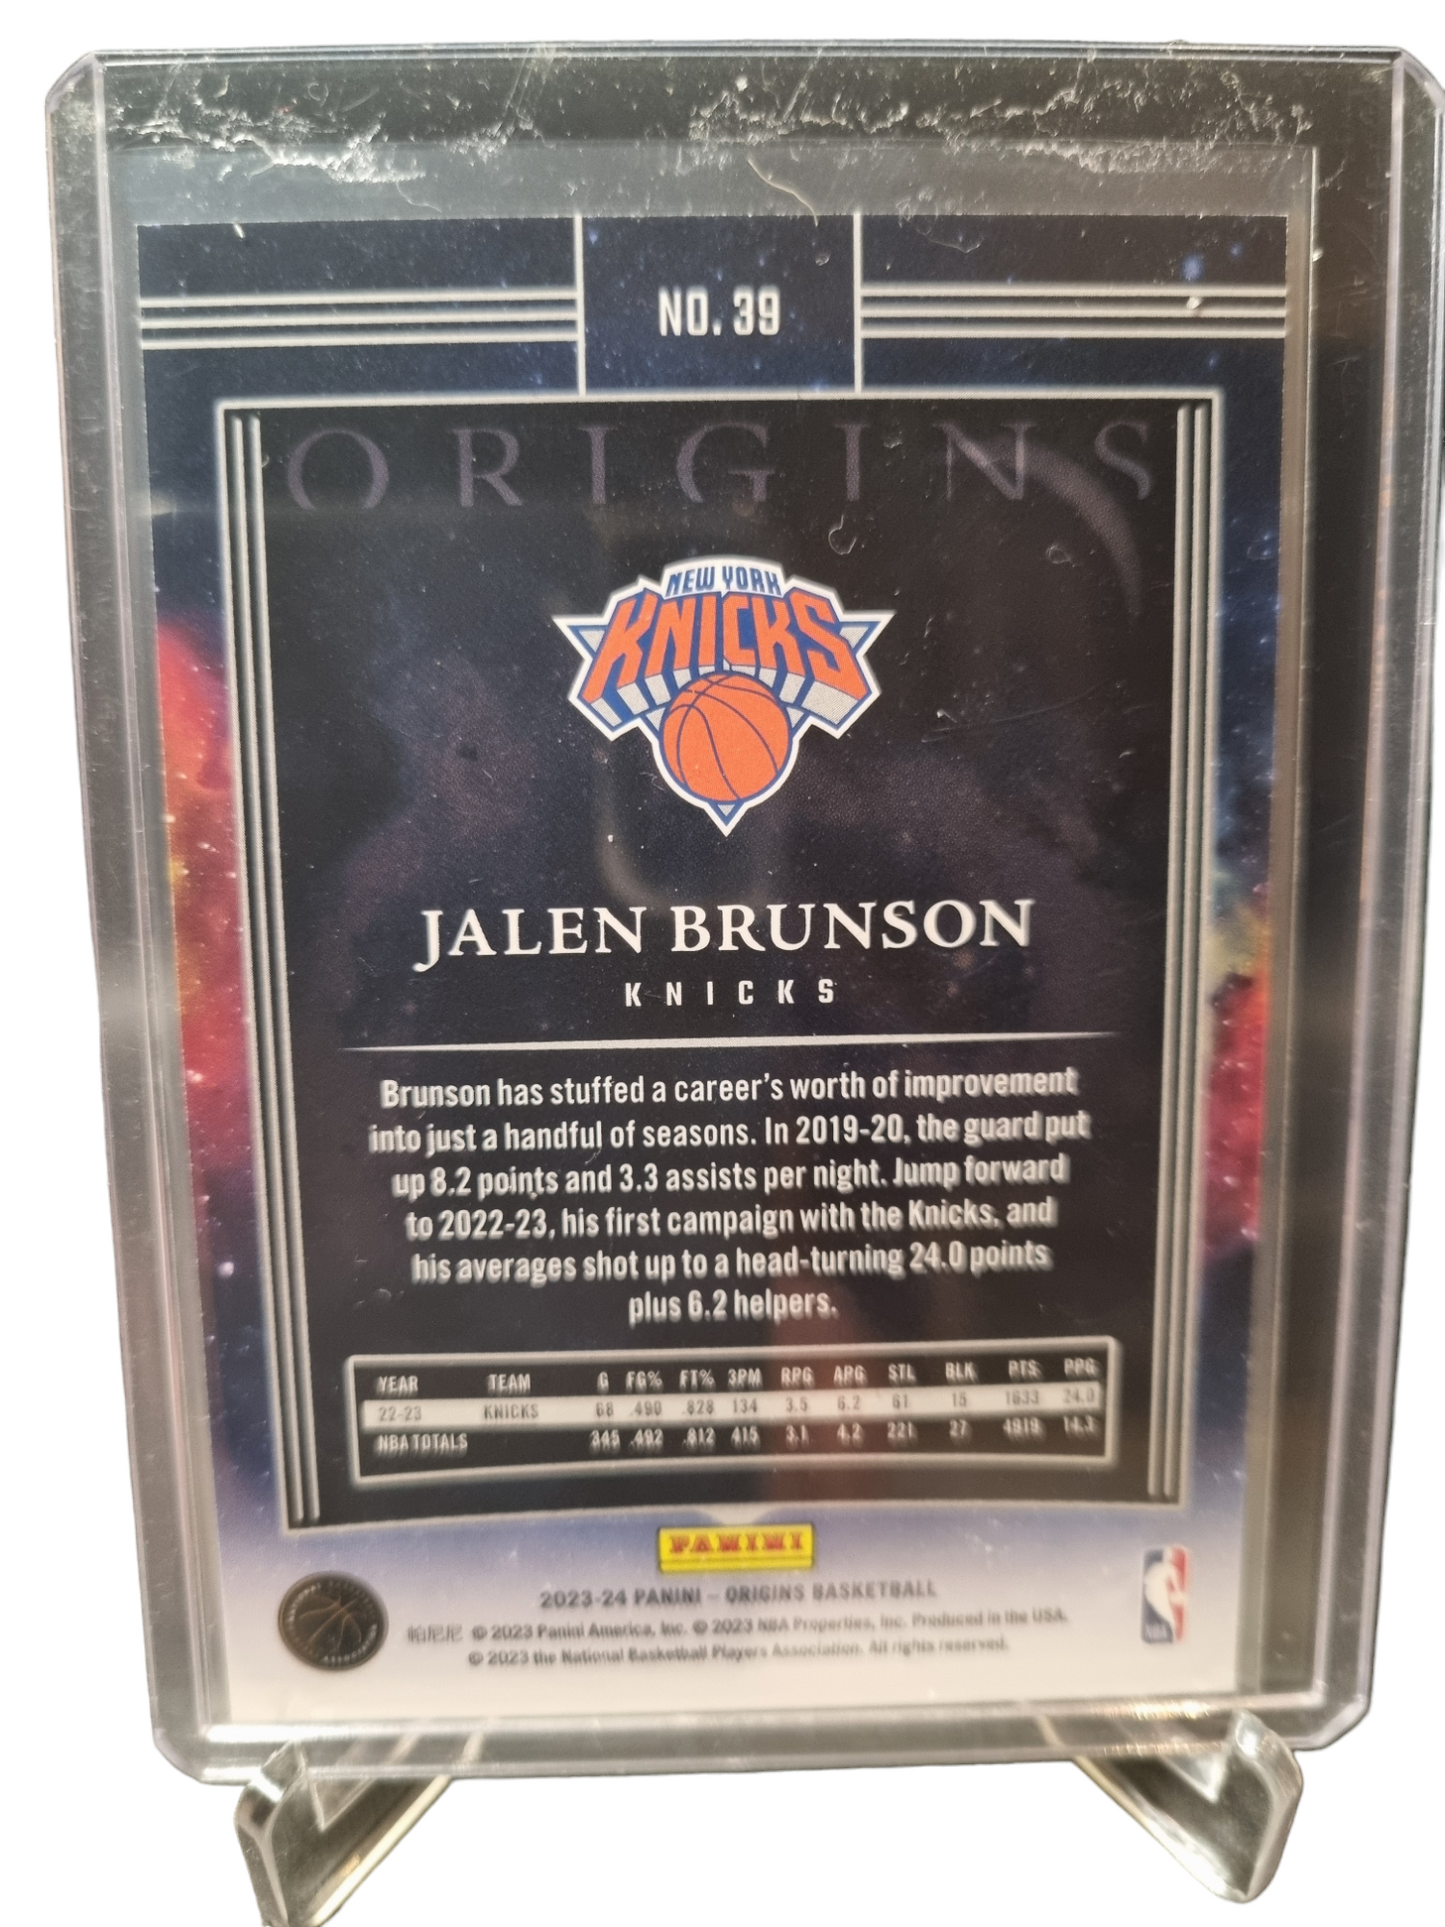 NO. 39
ORIGINS
NEW YORK
KNICKS
JALEN BRUNSON
KNICKS
Brunson has stuffed a career's worth of improvement
into just a handful of seasons. In 2019-20, the guard put
up 8.2 points and 3.3 assists per night. Jump forward
to 2022-23, his first campaign with the Knicks, and
his averages shot up to a head-turning 24.0 points
plus 6.2 helpers.
YEAR TEAM G FG% FT% 3PM RPG APG STL BLK PTS PPG
22-23 KNICKS 68 .490 .828 134 3.5 6.2 61 15 1633 24.0
NBA TOTALS 345 .492 .812 415 3.1 4.2 221 27 4919 14.3
PANINI
2023-24 PANINI – ORIGINS BASKETBALL
帕尼尼 © 2023 Panini America, Inc. © 2023 NBA Properties, Inc. Produced in the USA.
© 2023 the National Basketball Players Association. All rights reserved.
NBA